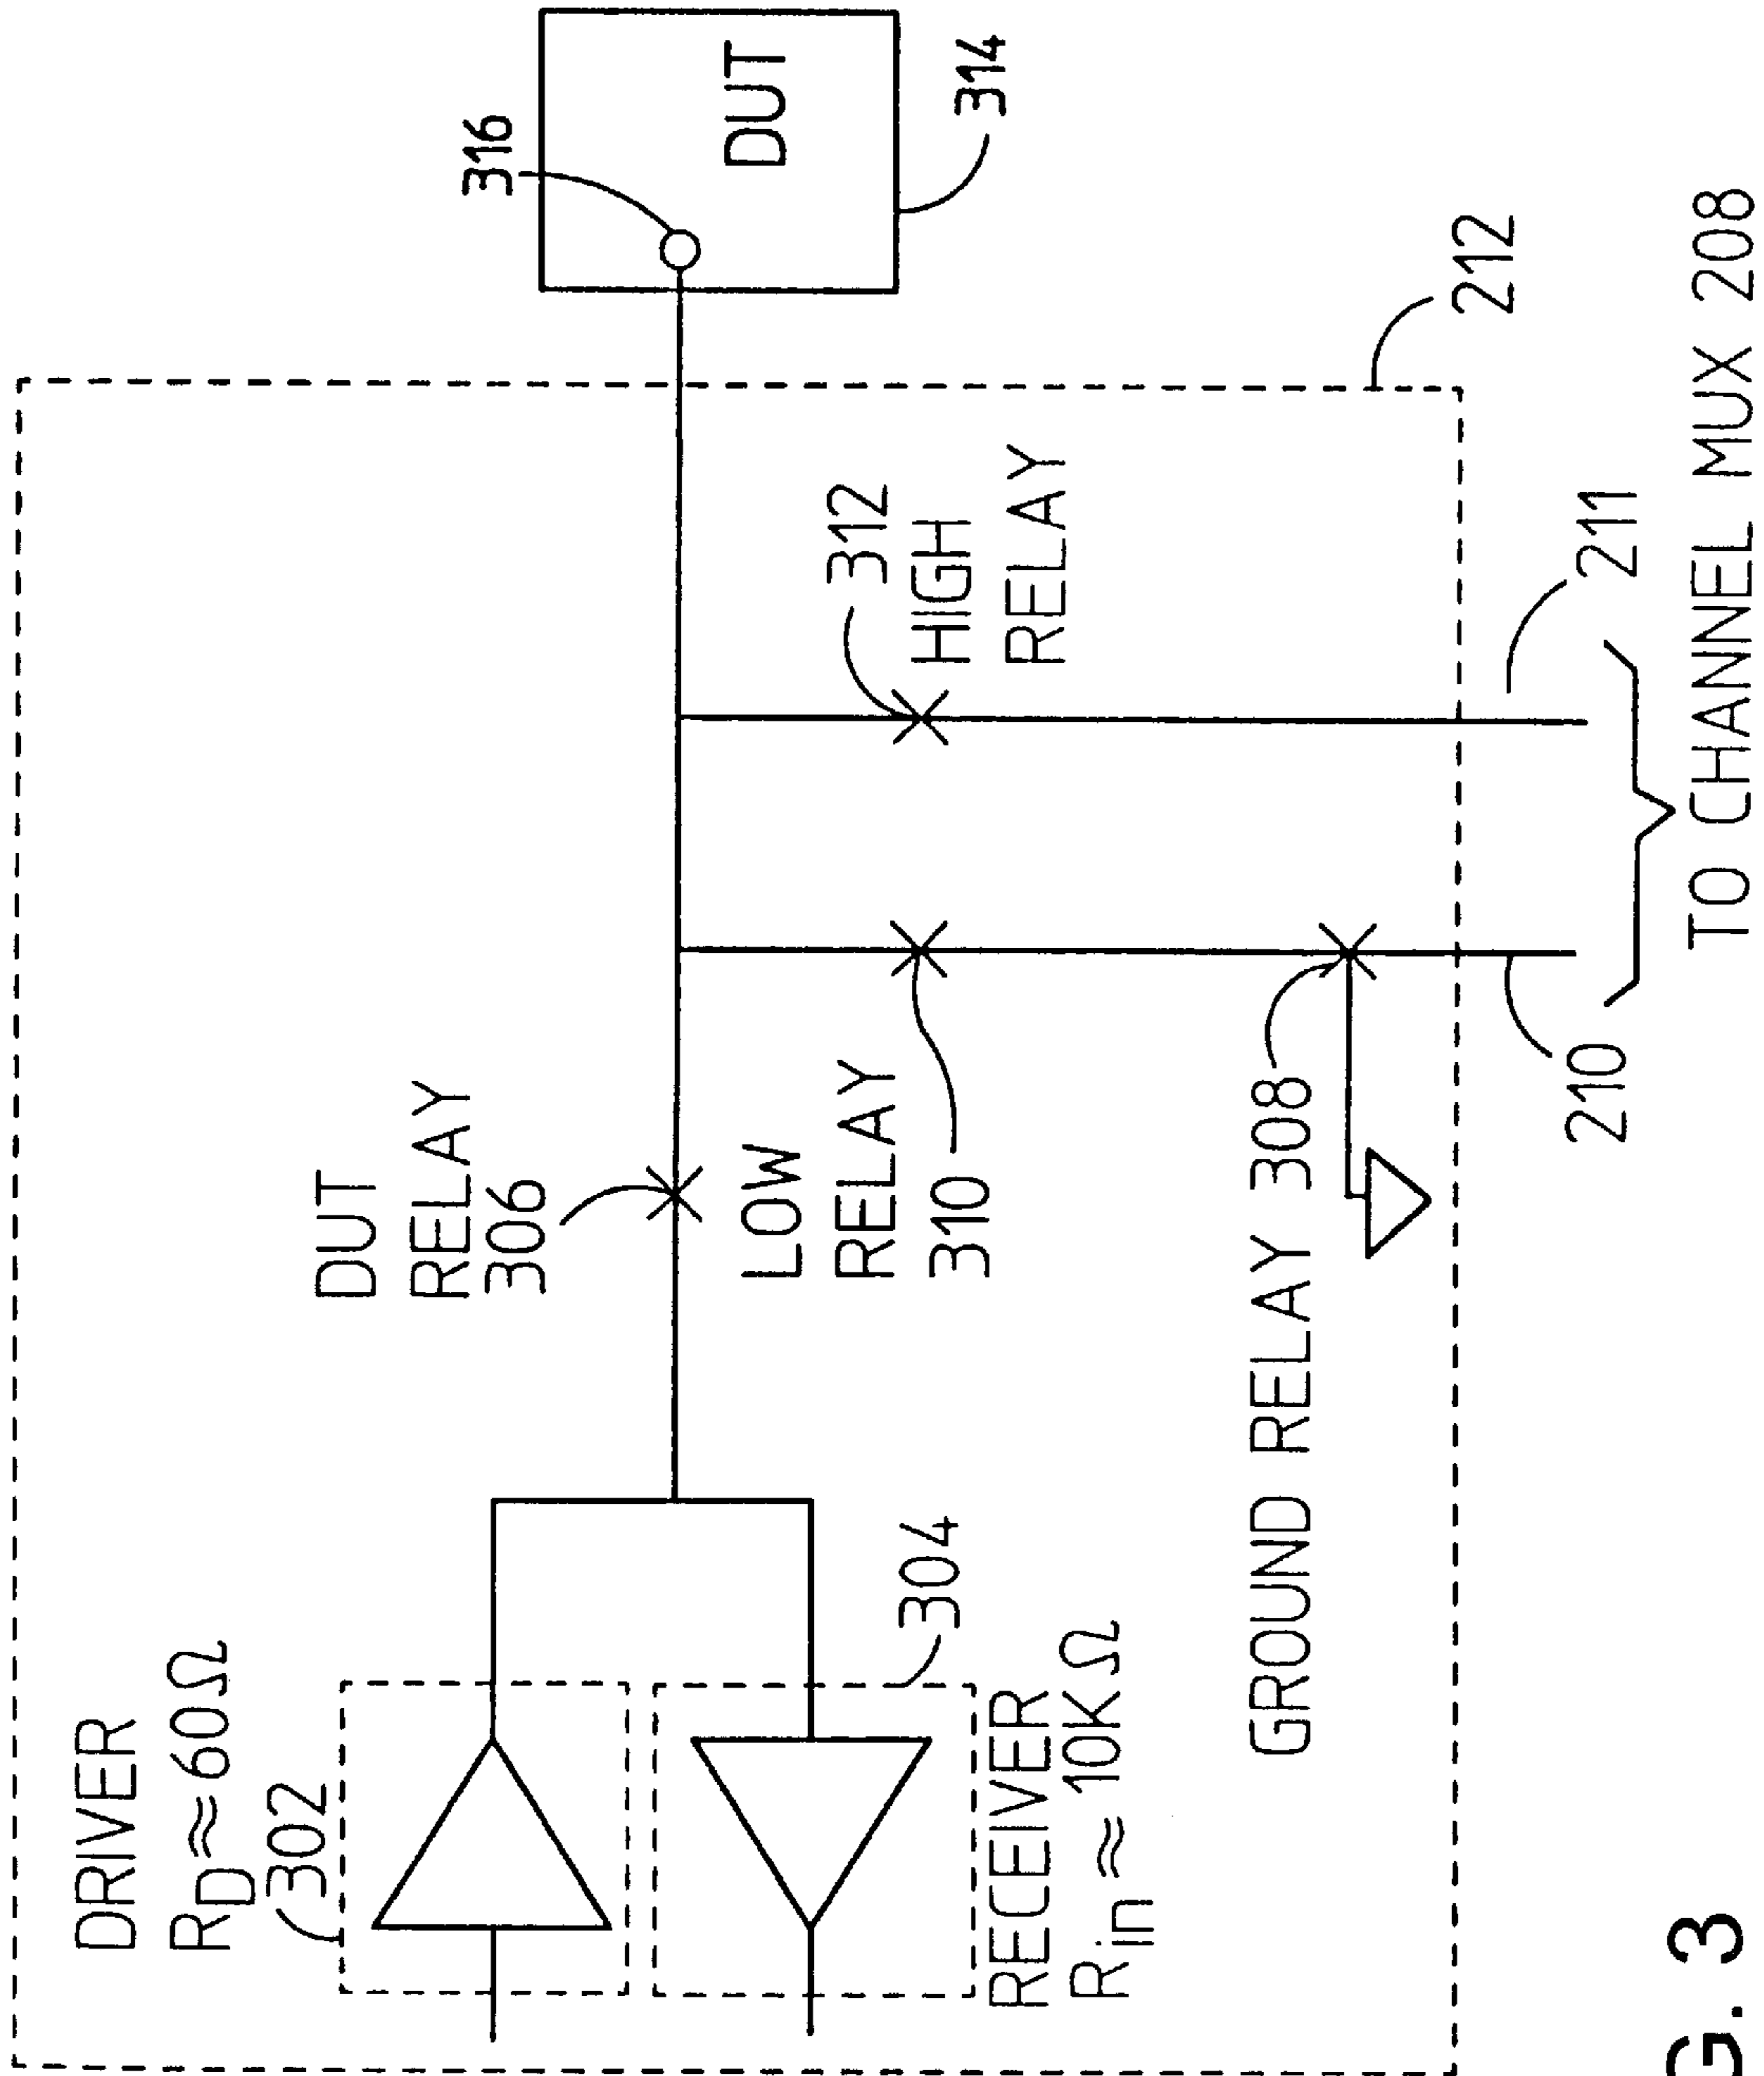 DRIVER
R_D≈60Ω
302
304
RECEIVER
R_in≈10KΩ
DUT
RELAY
306
LOW
RELAY
310
GROUND RELAY 308
312
HIGH
RELAY
316
DUT
314
212
210
211
TO CHANNEL MUX 208
G. 3